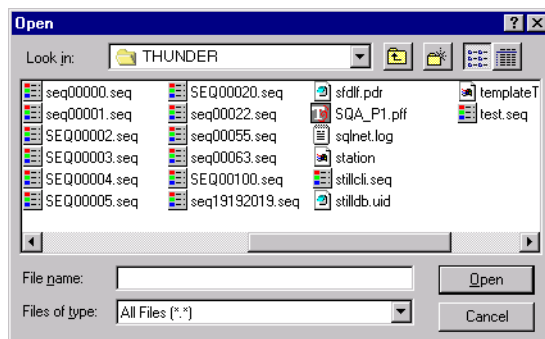 Open
Look in: THUNDER
seq00000.seq SEQ00020.seq sfdlf.pdr templateT
seq00001.seq seq00022.seq SQA_P1.pff test.seq
SEQ00002.seq seq00055.seq sqlnet.log
SEQ00003.seq seq00063.seq station
SEQ00004.seq SEQ00100.seq stillcli.seq
SEQ00005.seq seq19192019.seq stilldb.uid
File name: Open
Files of type: All Files (*.*) Cancel